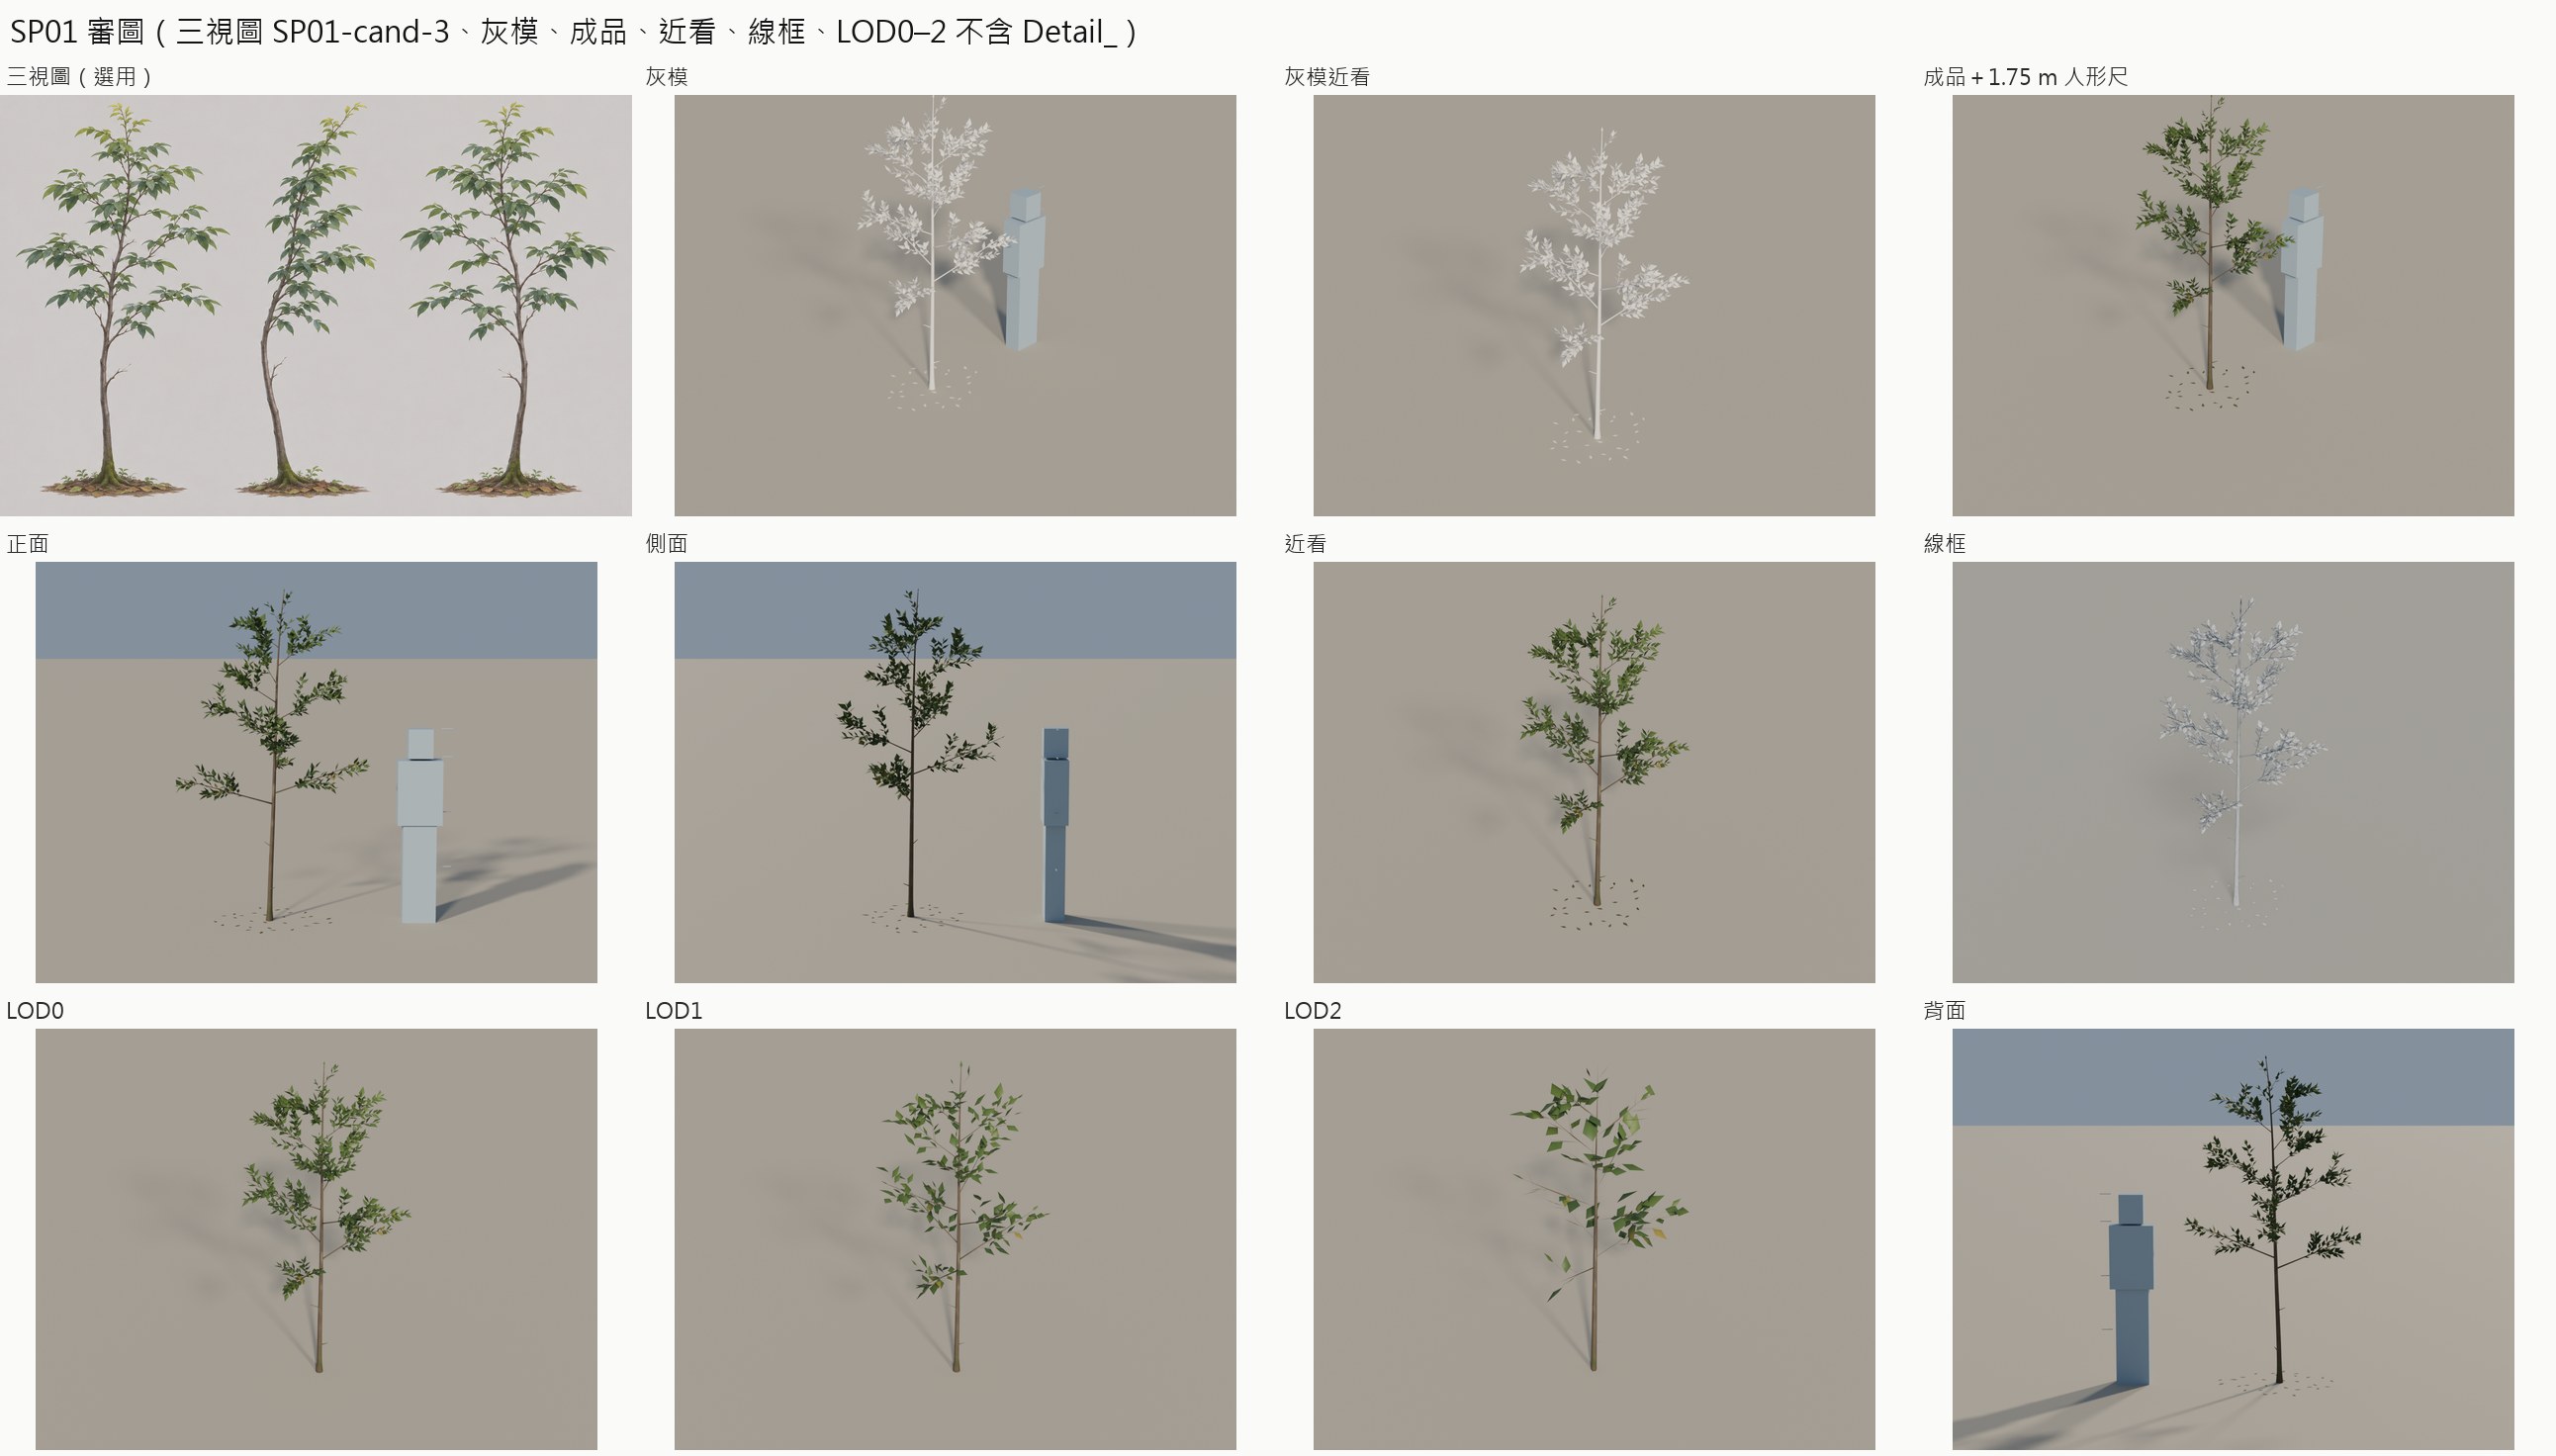 SP01 審圖（三視圖 SP01-cand-3、灰模、成品、近看、線框、LOD0–2 不含 Detail_）
三視圖（選用）
灰模
灰模近看
成品 + 1.75 m 人形尺
正面
側面
近看
線框
LOD0
LOD1
LOD2
背面